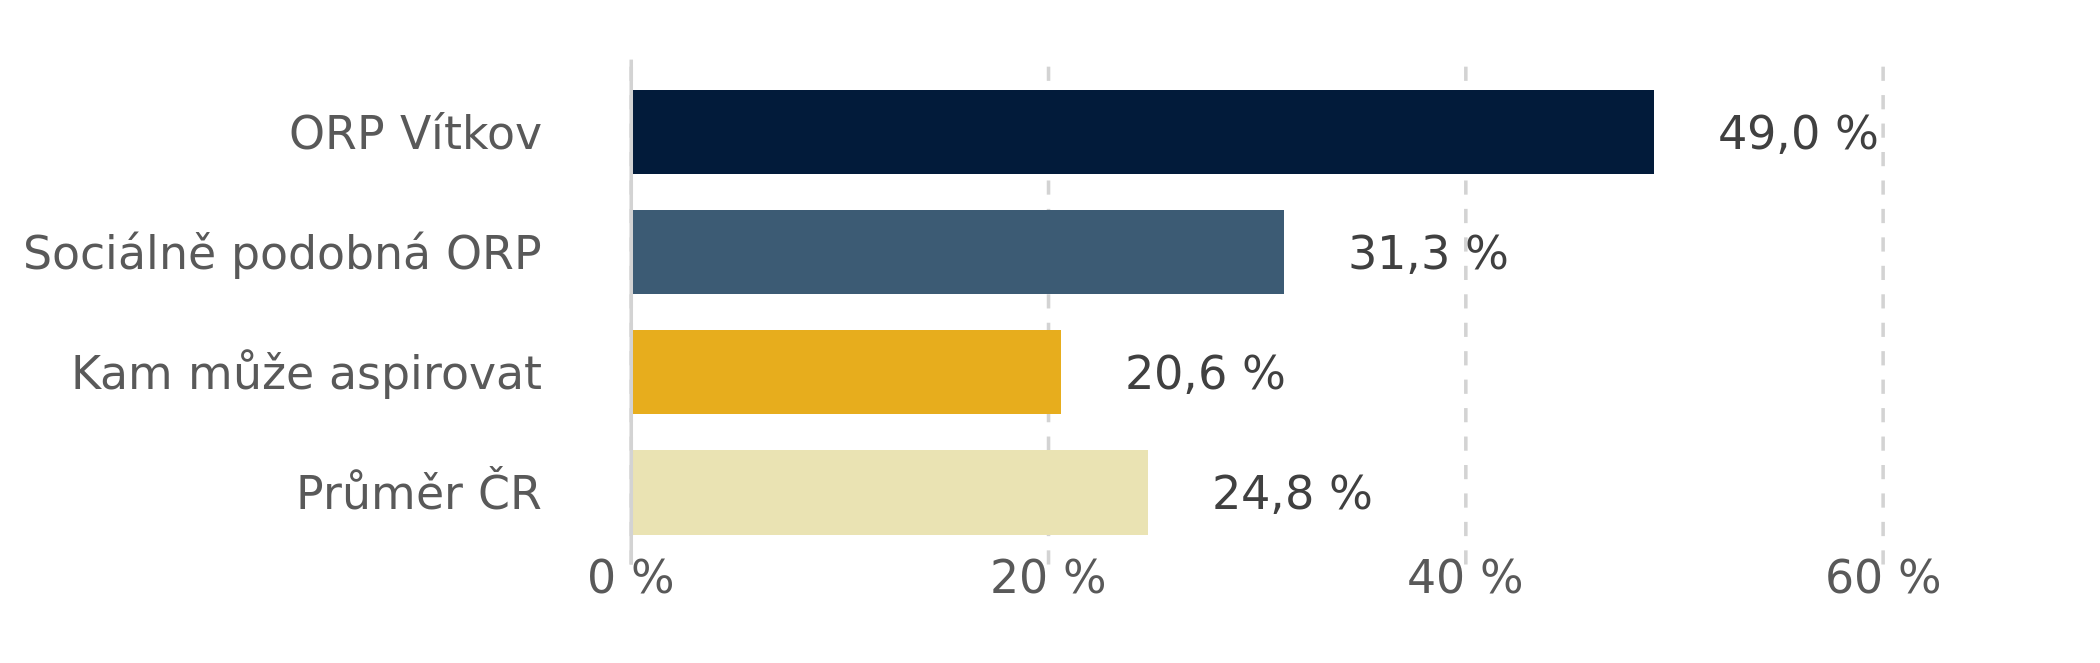 ORP Vítkov
49,0 %
Sociálně podobná ORP
31,3 %
Kam může aspirovat
20,6 %
Průměr ČR
24,8 %
0 %
20 %
40 %
60 %